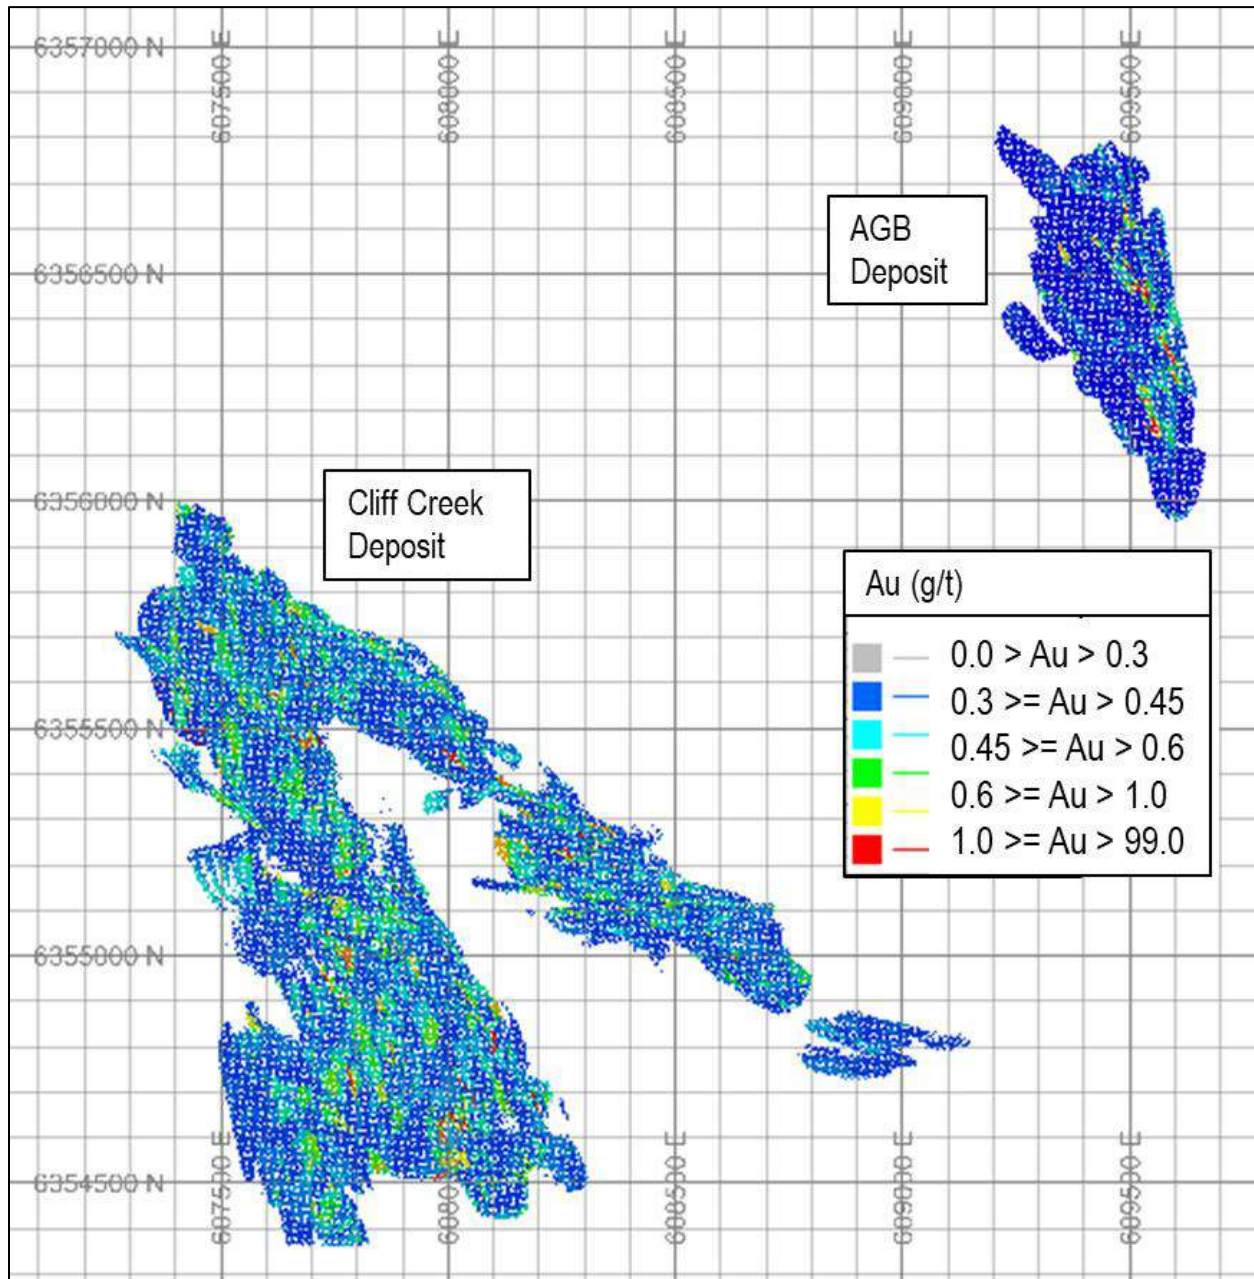 607500 E
608000 E
608500 E
609000 E
609500 E
6357000 N
AGB
Deposit
6356500 N
6356000 N
Cliff Creek
Deposit
Au (g/t)
0.0 > Au > 0.3
0.3 >= Au > 0.45
0.45 >= Au > 0.6
0.6 >= Au > 1.0
1.0 >= Au > 99.0
6355500 N
6355000 N
6354500 N
607500 E
608000
608500 E
609000 E
609500 E